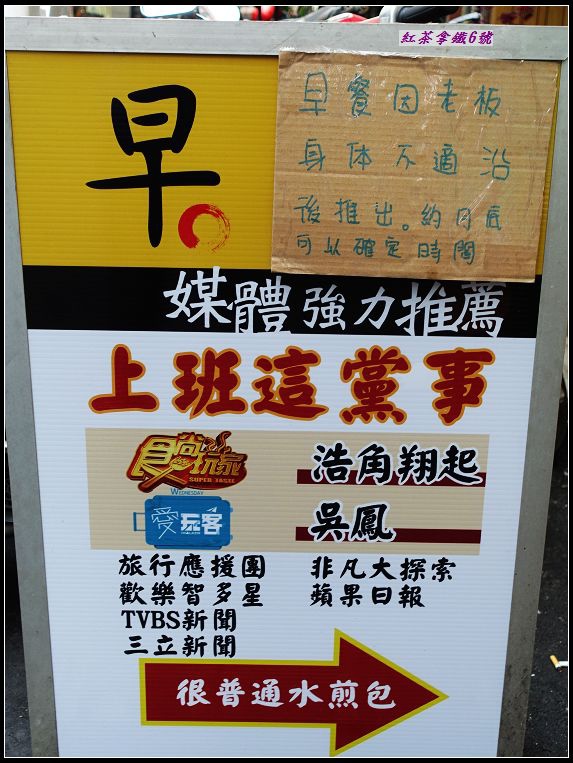 紅茶拿鐵6號
早
早餐因老板
身体不適沿
後推出。約月底
可以確定時間
媒體強力推薦
上班這黨事
食尚玩家
SUPER TASTE
浩角翔起
WEDNESDAY
愛玩客
吳鳳
旅行應援團
非凡大探索
歡樂智多星
蘋果日報
TVBS新聞
三立新聞
很普通水煎包